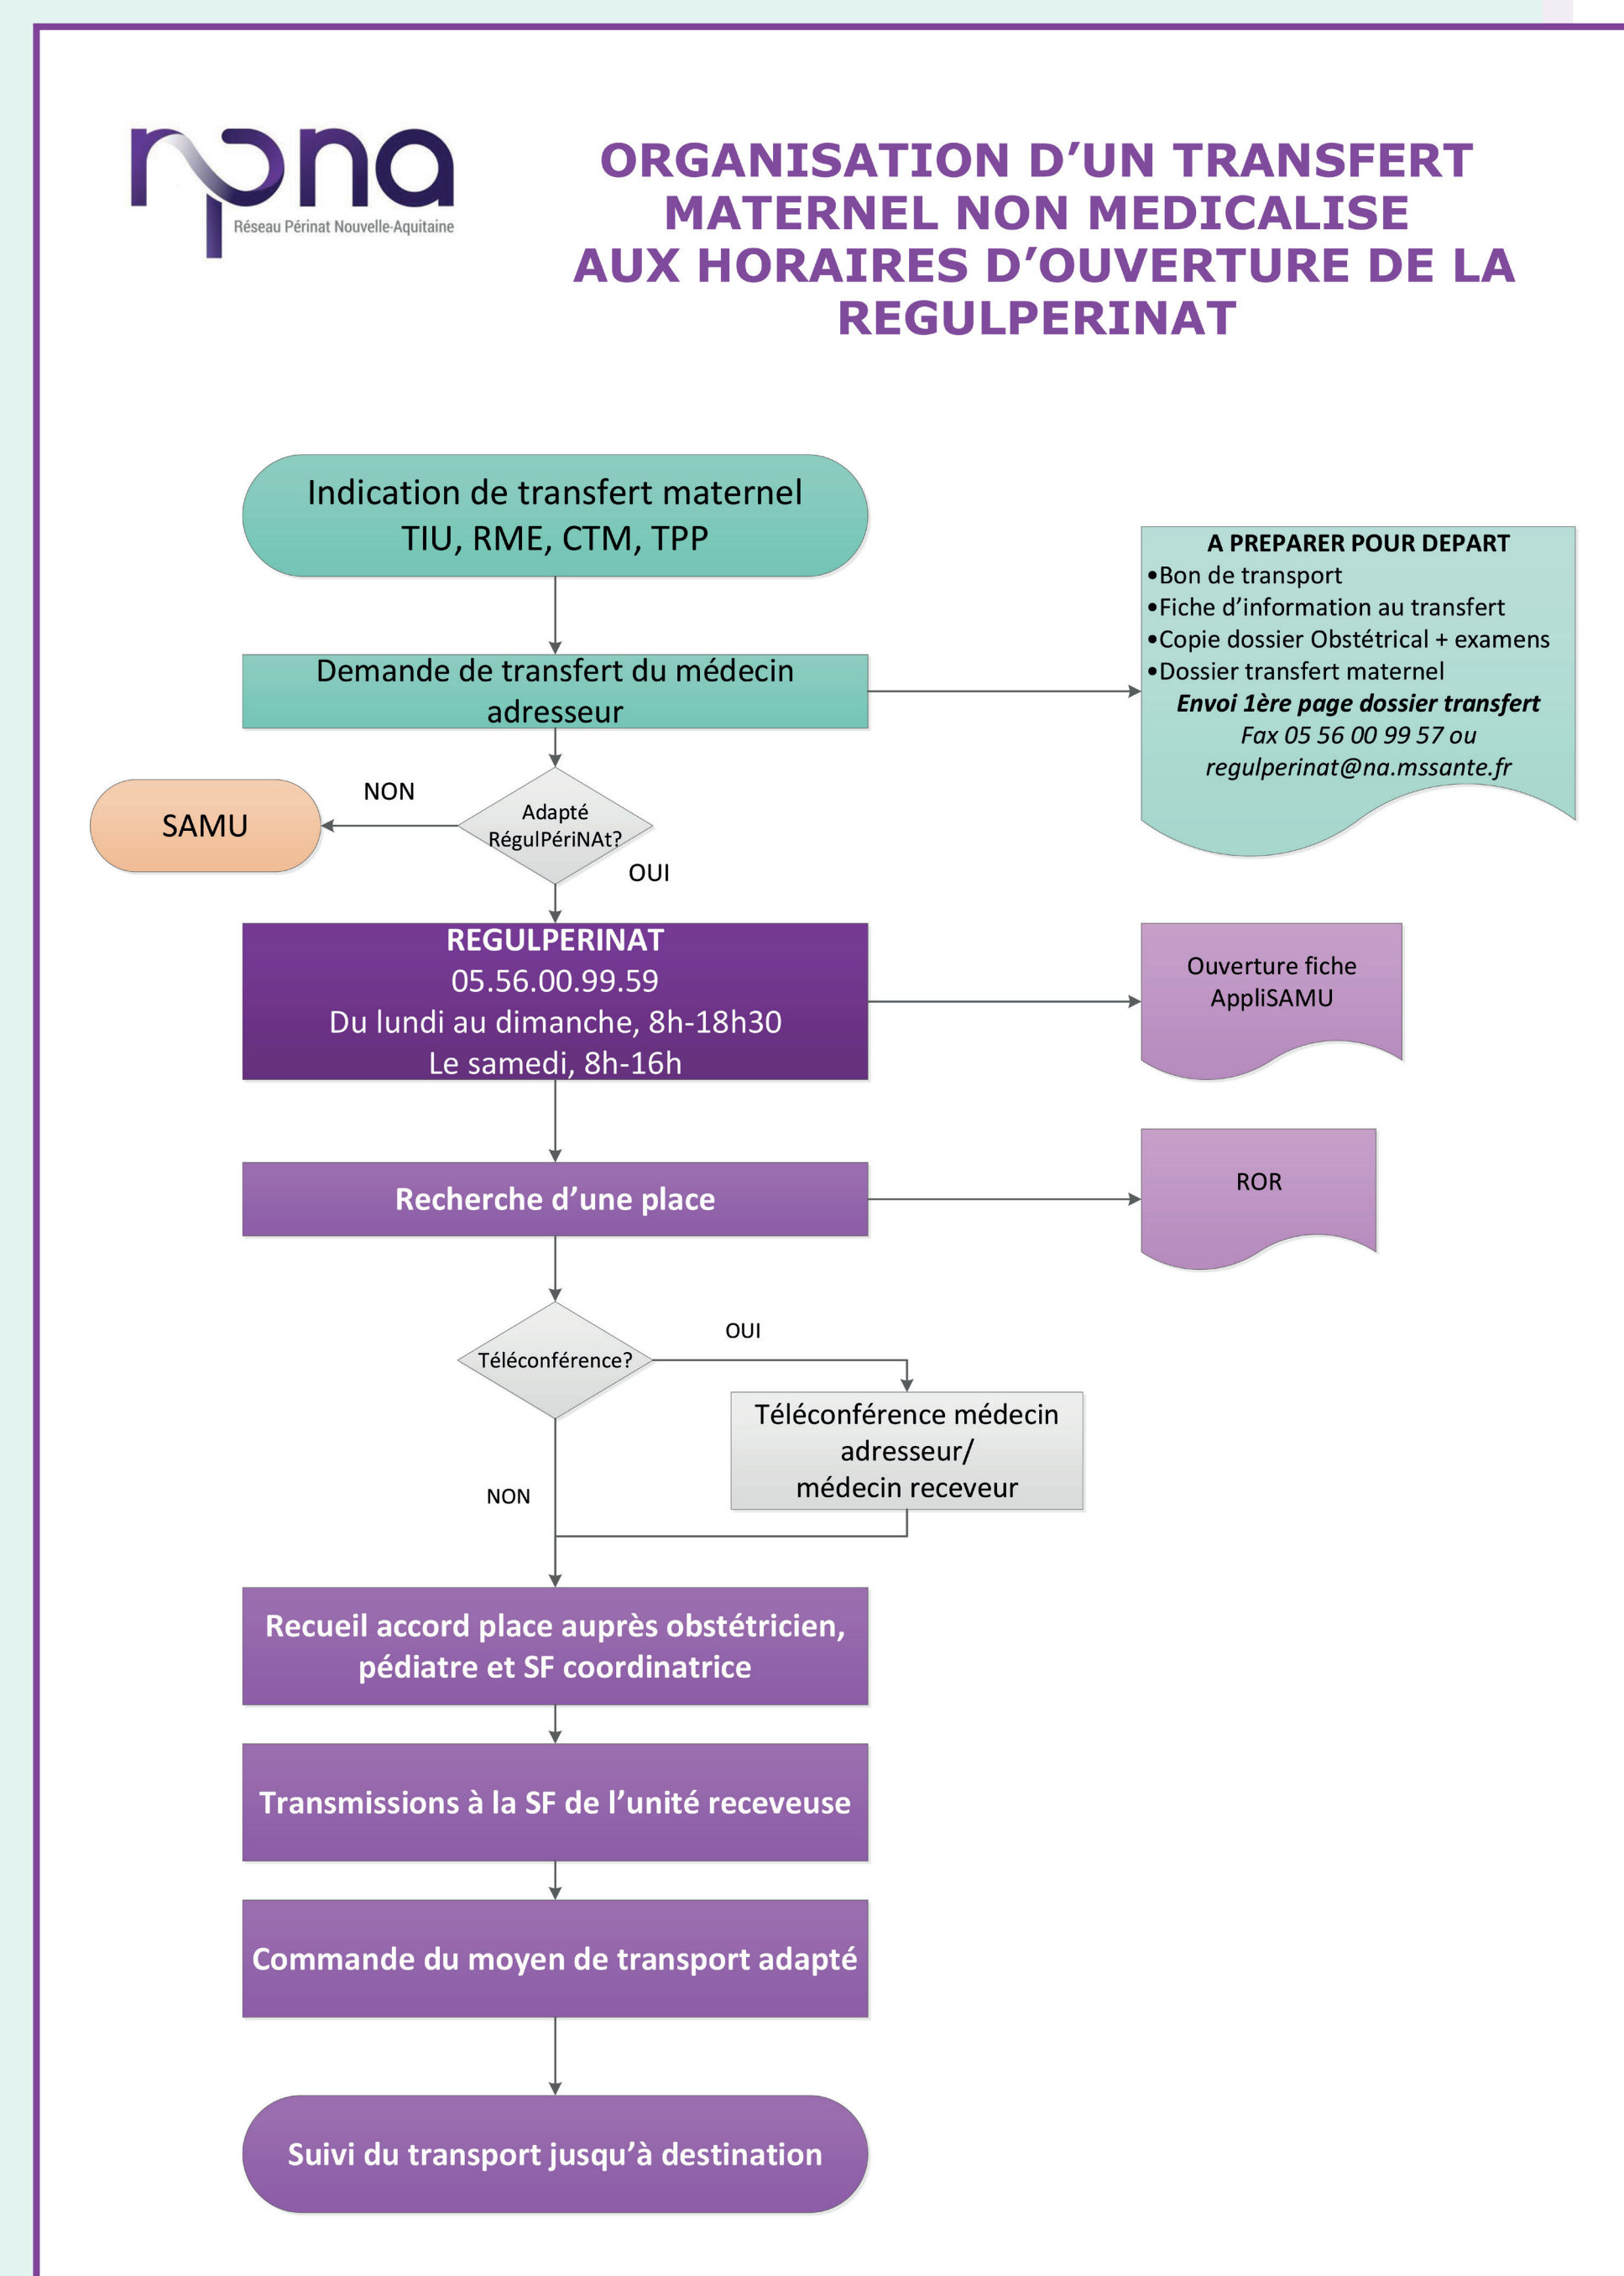 rpna
Réseau Périnat Nouvelle-Aquitaine
ORGANISATION D’UN TRANSFERT
MATERNEL NON MEDICALISE
AUX HORAIRES D’OUVERTURE DE LA
REGULPERINAT
Indication de transfert maternel
TIU, RME, CTM, TPP
Demande de transfert du médecin
adresseur
A PREPARER POUR DEPART
•Bon de transport
•Fiche d’information au transfert
•Copie dossier Obstétrical + examens
•Dossier transfert maternel
Envoi 1ère page dossier transfert
Fax 05 56 00 99 57 ou
regulperinat@na.mssante.fr
NON
SAMU
Adapté
RégulPériNAt?
OUI
REGULPERINAT
05.56.00.99.59
Du lundi au dimanche, 8h-18h30
Le samedi, 8h-16h
Ouverture fiche
AppliSAMU
Recherche d’une place
ROR
Téléconférence?
OUI
Téléconférence médecin
adresseur/
médecin receveur
NON
Recueil accord place auprès obstétricien,
pédiatre et SF coordinatrice
Transmissions à la SF de l’unité receveuse
Commande du moyen de transport adapté
Suivi du transport jusqu’à destination